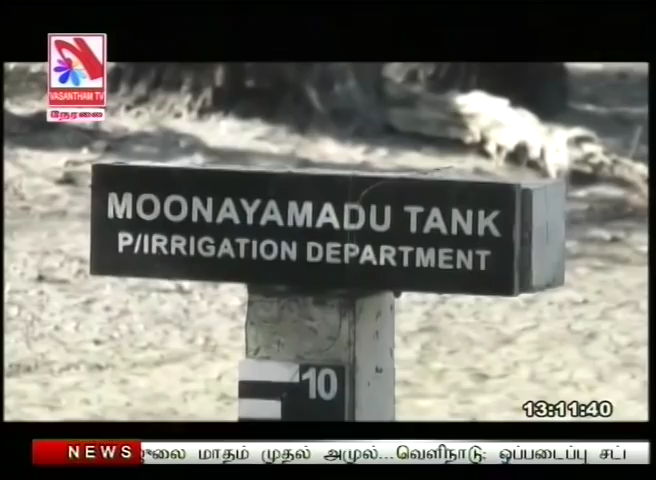 VASANTHAM TV
நேரலை
MOONAYAMADU TANK
P/IRRIGATION DEPARTMENT
10
13:11:40
NEWS
ஜுலை மாதம் முதல் அமுல்...வெளிநாடு: ஒப்படைப்பு சட்